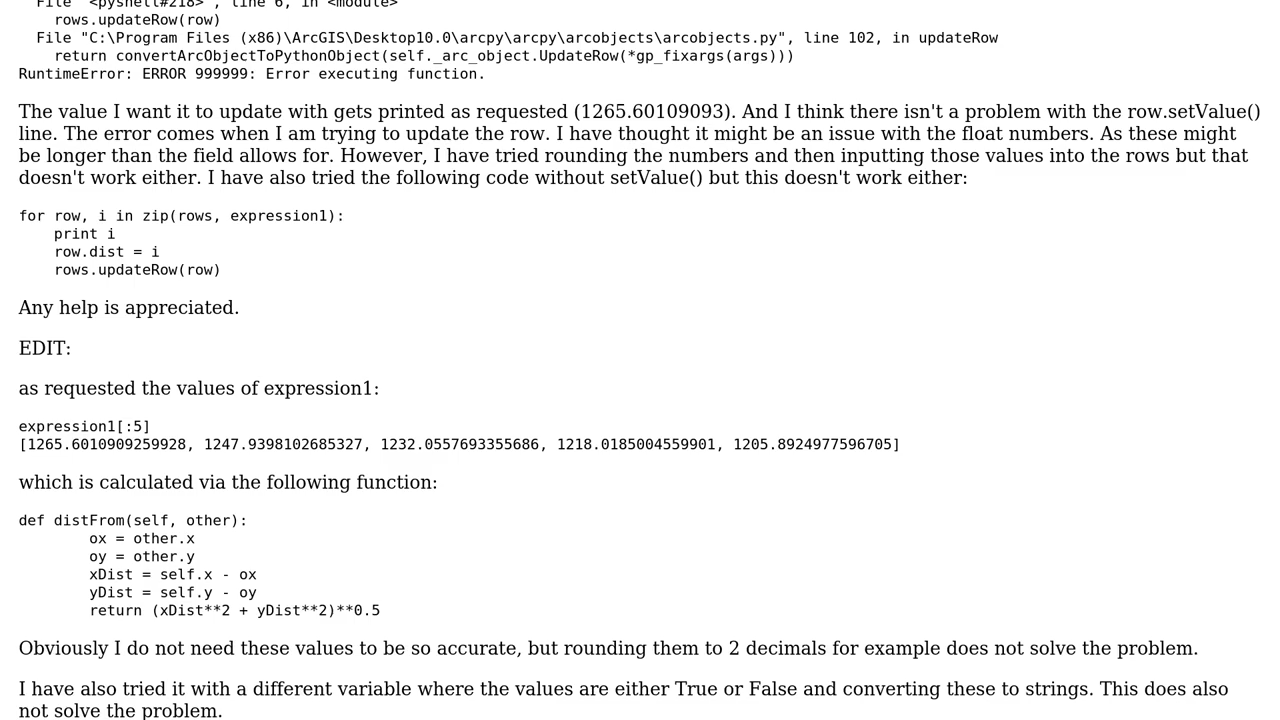 File "<pyshell#218>", line 6, in <module>
rows.updateRow(row)
File "C:\Program Files (x86)\ArcGIS\Desktop10.0\arcpy\arcpy\arcobjects\arcobjects.py", line 102, in updateRow
return convertArcObjectToPythonObject(self._arc_object.UpdateRow(*gp_fixargs(args)))
RuntimeError: ERROR 999999: Error executing function.
The value I want it to update with gets printed as requested (1265.60109093). And I think there isn't a problem with the row.setValue()
line. The error comes when I am trying to update the row. I have thought it might be an issue with the float numbers. As these might
be longer than the field allows for. However, I have tried rounding the numbers and then inputting those values into the rows but that
doesn't work either. I have also tried the following code without setValue() but this doesn't work either:
for row, i in zip(rows, expression1):
    print i
    row.dist = i
    rows.updateRow(row)
Any help is appreciated.
EDIT:
as requested the values of expression1:
expression1[:5]
[1265.6010909259928, 1247.9398102685327, 1232.0557693355686, 1218.0185004559901, 1205.8924977596705]
which is calculated via the following function:
def distFrom(self, other):
        ox = other.x
        oy = other.y
        xDist = self.x - ox
        yDist = self.y - oy
        return (xDist**2 + yDist**2)**0.5
Obviously I do not need these values to be so accurate, but rounding them to 2 decimals for example does not solve the problem.
I have also tried it with a different variable where the values are either True or False and converting these to strings. This does also
not solve the problem.